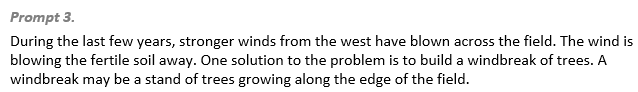 Prompt 3.
During the last few years, stronger winds from the west have blown across the field. The wind is
blowing the fertile soil away. One solution to the problem is to build a windbreak of trees. A
windbreak may be a stand of trees growing along the edge of the field.